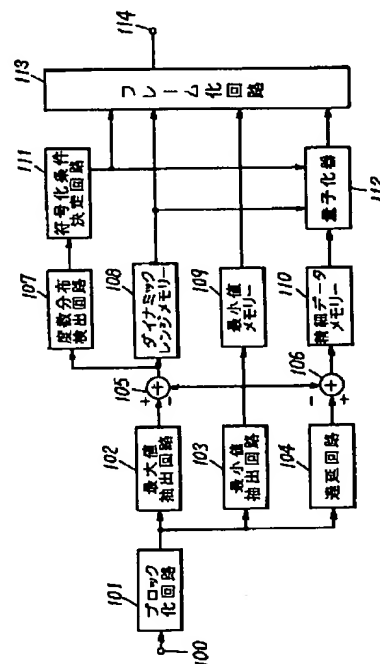 100
101
ブロック
化回路
102
最大値
抽出回路
103
最小値
抽出回路
104
遅延回路
105
+
-
+
106
-
+
+
107
度数分布
検出回路
108
ダイナミック
レンジメモリー
109
最小値
メモリー
110
精細データ
メモリー
111
符号化条件
決定回路
112
量子化器
113
フレーム化回路
114